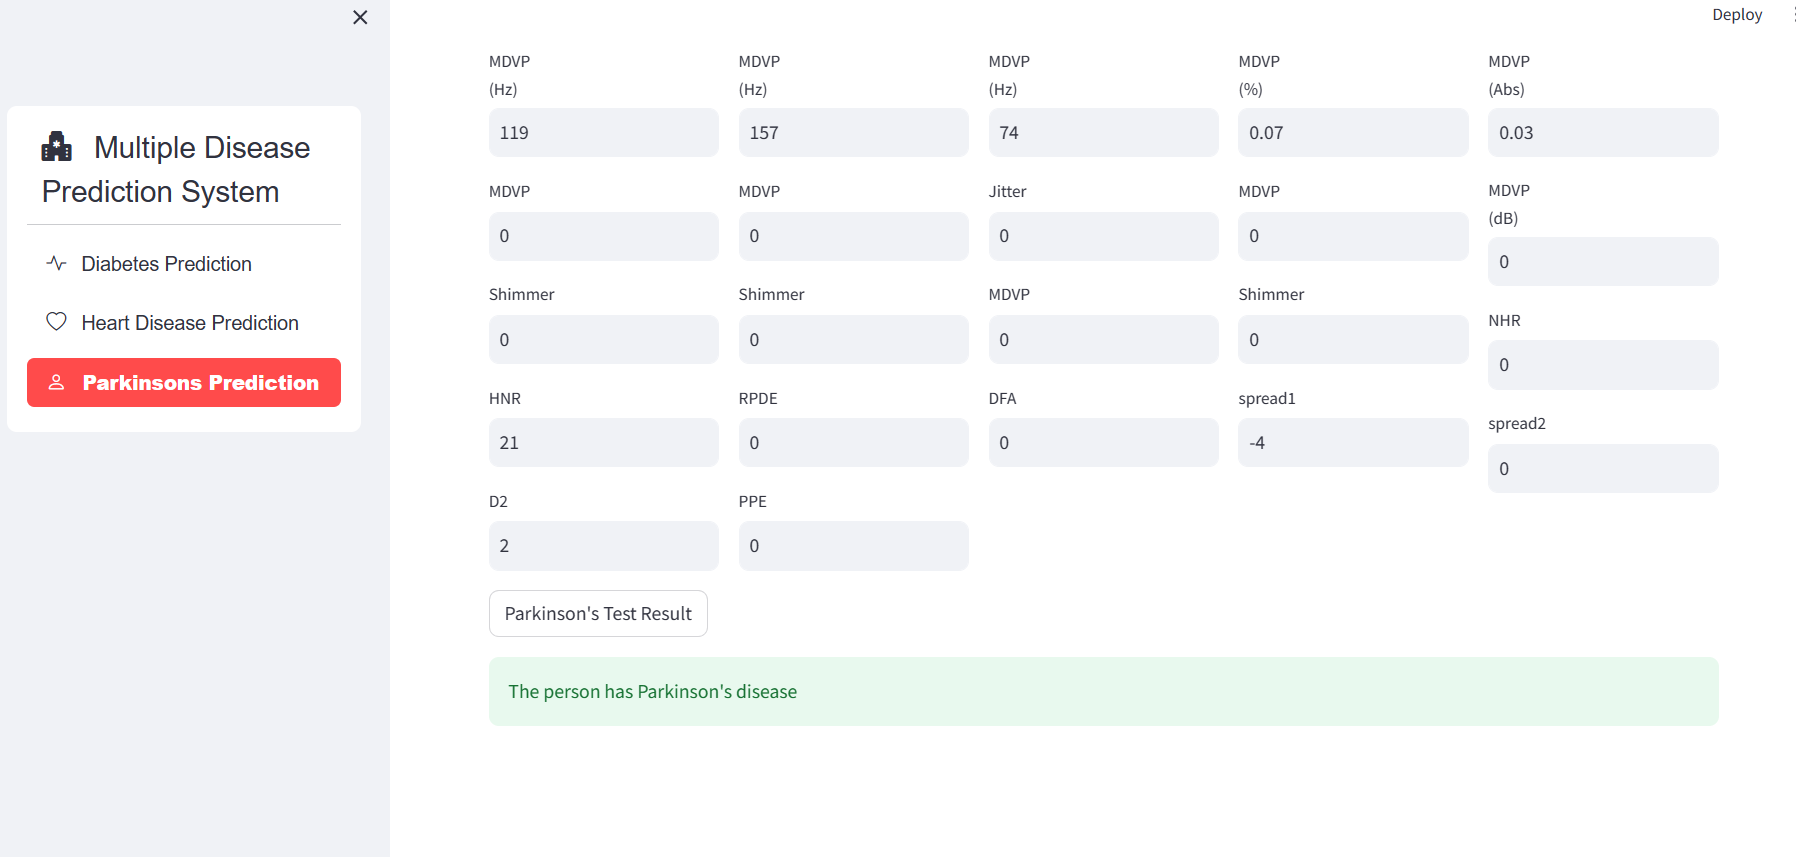 Deploy
Multiple Disease
Prediction System
Diabetes Prediction
Heart Disease Prediction
Parkinsons Prediction
MDVP
(Hz)
119
MDVP
(Hz)
157
MDVP
(Hz)
74
MDVP
(%)
0.07
MDVP
(Abs)
0.03
MDVP
0
MDVP
0
Jitter
0
MDVP
0
MDVP
(dB)
0
Shimmer
0
Shimmer
0
MDVP
0
Shimmer
0
NHR
0
HNR
21
RPDE
0
DFA
0
spread1
-4
spread2
0
D2
2
PPE
0
Parkinson's Test Result
The person has Parkinson's disease